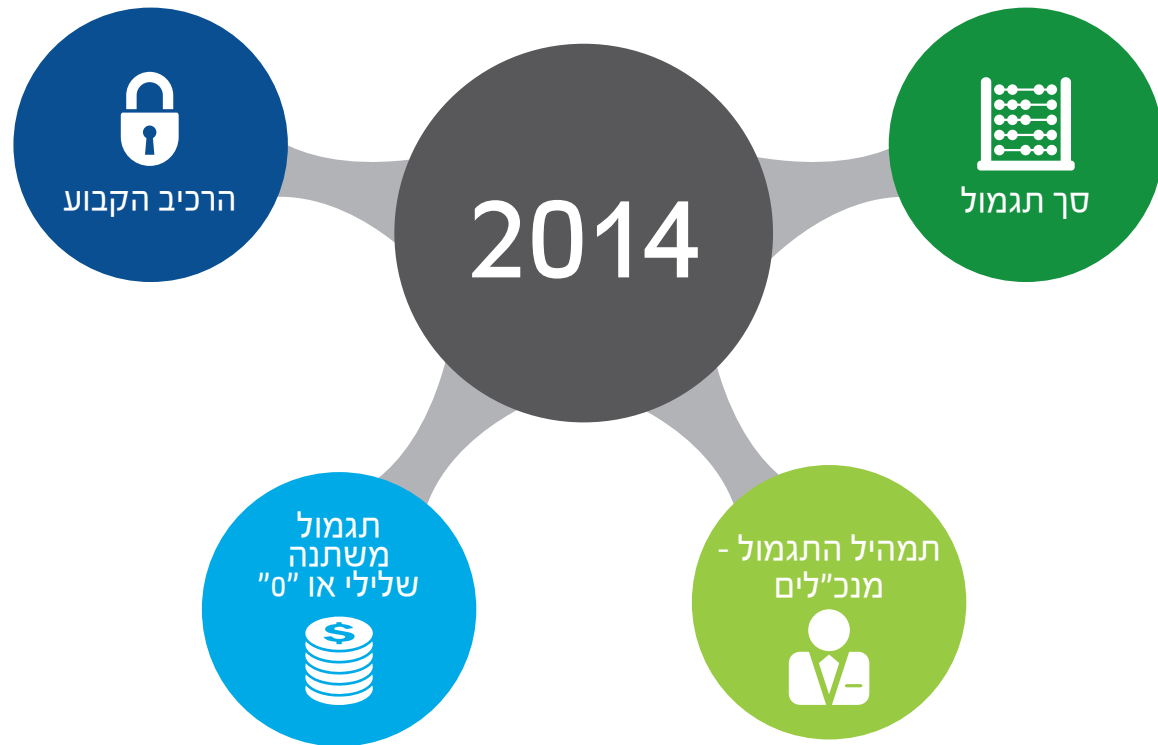 2014
סך תגמול
הרכיב הקבוע
תמהיל התגמול -
מנכ"לים
תגמול
משתנה
שלילי או "0"
$